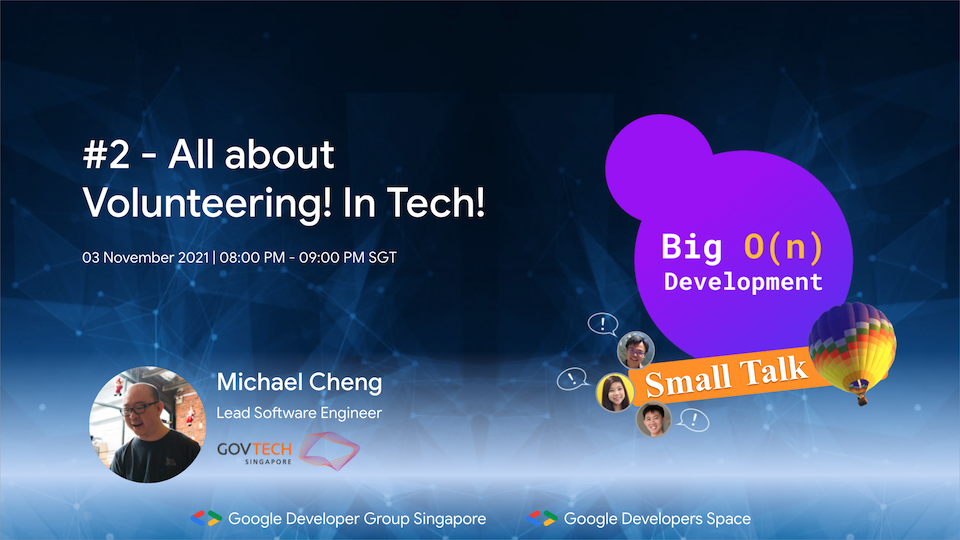 #2 - All about
Volunteering! In Tech!
03 November 2021 | 08:00 PM - 09:00 PM SGT
Big O(n)
Development
!
!
!
Small Talk
Michael Cheng
Lead Software Engineer
GOVTECH
SINGAPORE
Google Developer Group Singapore
Google Developers Space